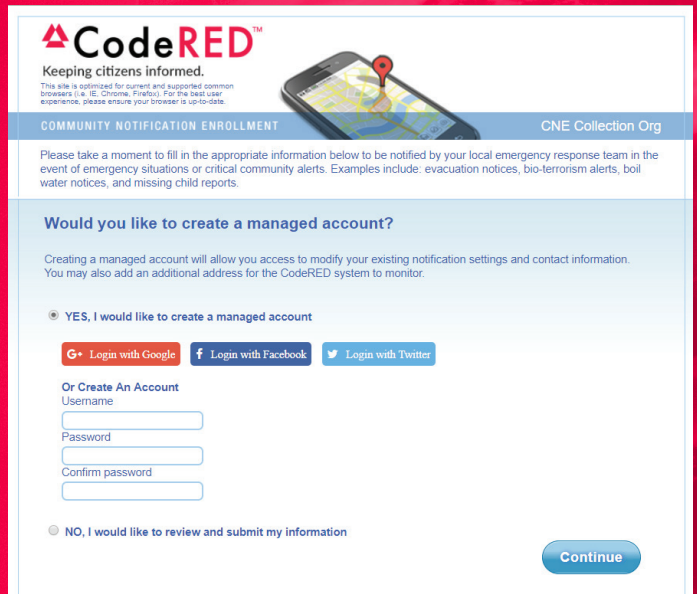 CodeRED™
Keeping citizens informed.
This site is optimized for current and supported common
browsers (i.e. IE, Chrome, Firefox). For the best user
experience, please ensure your browser is up-to-date.
COMMUNITY NOTIFICATION ENROLLMENT
CNE Collection Org
Please take a moment to fill in the appropriate information below to be notified by your local emergency response team in the
event of emergency situations or critical community alerts. Examples include: evacuation notices, bio-terrorism alerts, boil
water notices, and missing child reports.
Would you like to create a managed account?
Creating a managed account will allow you access to modify your existing notification settings and contact information.
You may also add an additional address for the CodeRED system to monitor.
YES, I would like to create a managed account
G+ Login with Google
f Login with Facebook
Login with Twitter
Or Create An Account
Username
Password
Confirm password
NO, I would like to review and submit my information
Continue